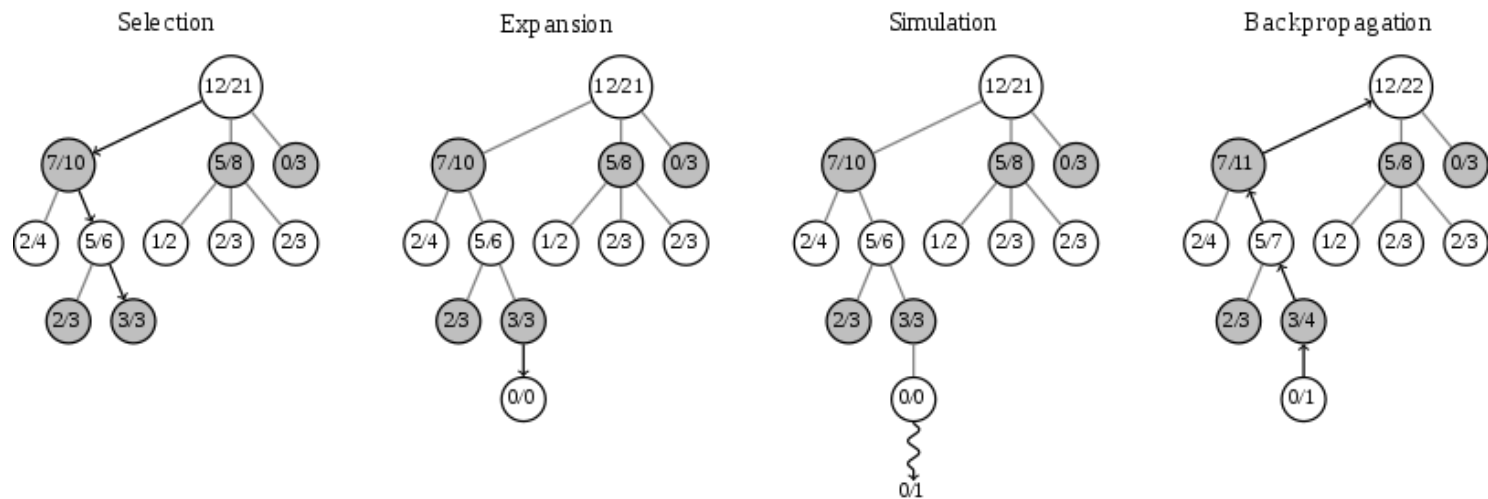 Selection
12/21
7/10 5/8 0/3
2/4 5/6 1/2 2/3 2/3
2/3 3/3
Expansion
12/21
7/10 5/8 0/3
2/4 5/6 1/2 2/3 2/3
2/3 3/3
0/0
Simulation
12/21
7/10 5/8 0/3
2/4 5/6 1/2 2/3 2/3
2/3 3/3
0/0
0/1
Backpropagation
12/22
7/11 5/8 0/3
2/4 5/7 1/2 2/3 2/3
2/3 3/4
0/1